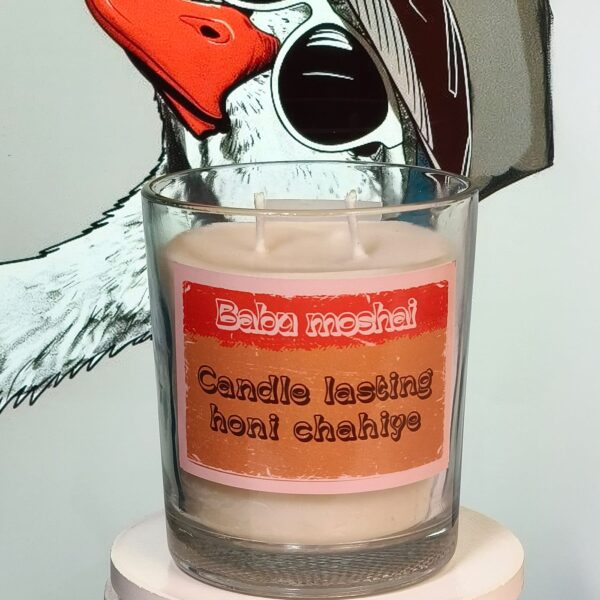 Babu moshai
Candle lasting
honi chahiye